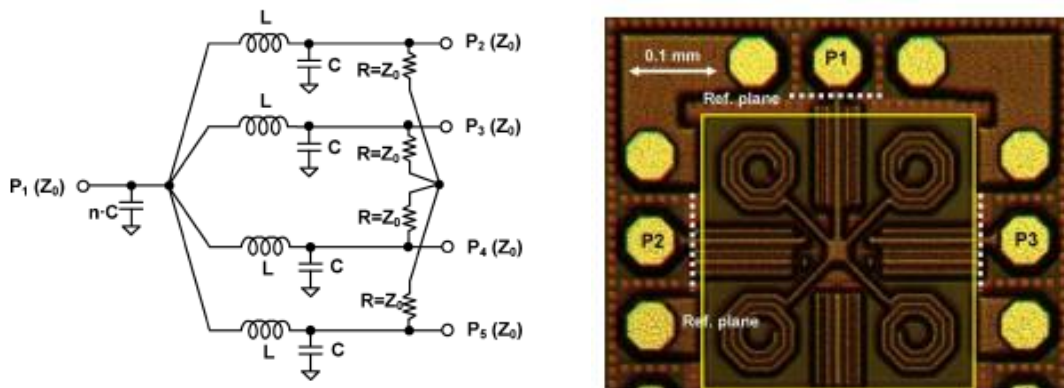 L
P₂ (Z₀)
C
R=Z₀
L
P₃ (Z₀)
C
R=Z₀
P₁ (Z₀)
n·C
R=Z₀
P₄ (Z₀)
L
C
R=Z₀
P₅ (Z₀)
L
C
0.1 mm
P1
Ref. plane
P2
P3
Ref. plane